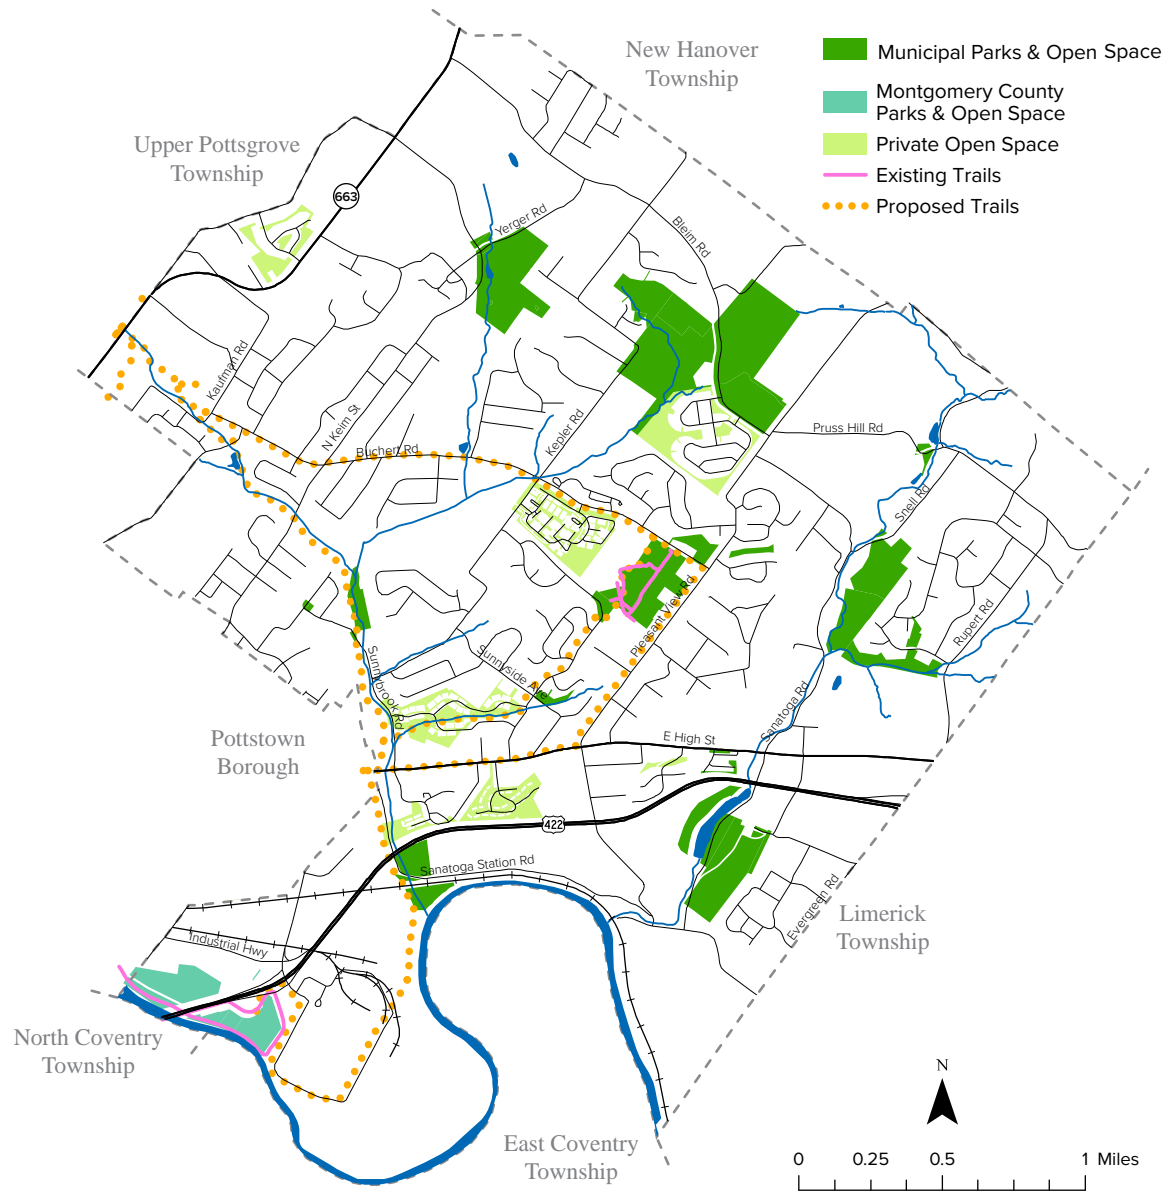 New Hanover
Township
Municipal Parks & Open Space
Montgomery County
Parks & Open Space
Private Open Space
Existing Trails
Proposed Trails
Upper Pottsgrove
Township
663
Yerger Rd
Bleim Rd
Kaufman Rd
N Keim St
Buchert Rd
Kepler Rd
Pruss Hill Rd
Snell Rd
Rupert Rd
Pleasant View Rd
Sunnyside Ave
Sunnybrook Rd
Sanatoga Rd
Pottstown
Borough
E High St
422
Sanatoga Station Rd
Evergreen Rd
Limerick
Township
Industrial Hwy
North Coventry
Township
East Coventry
Township
N
0 0.25 0.5 1 Miles